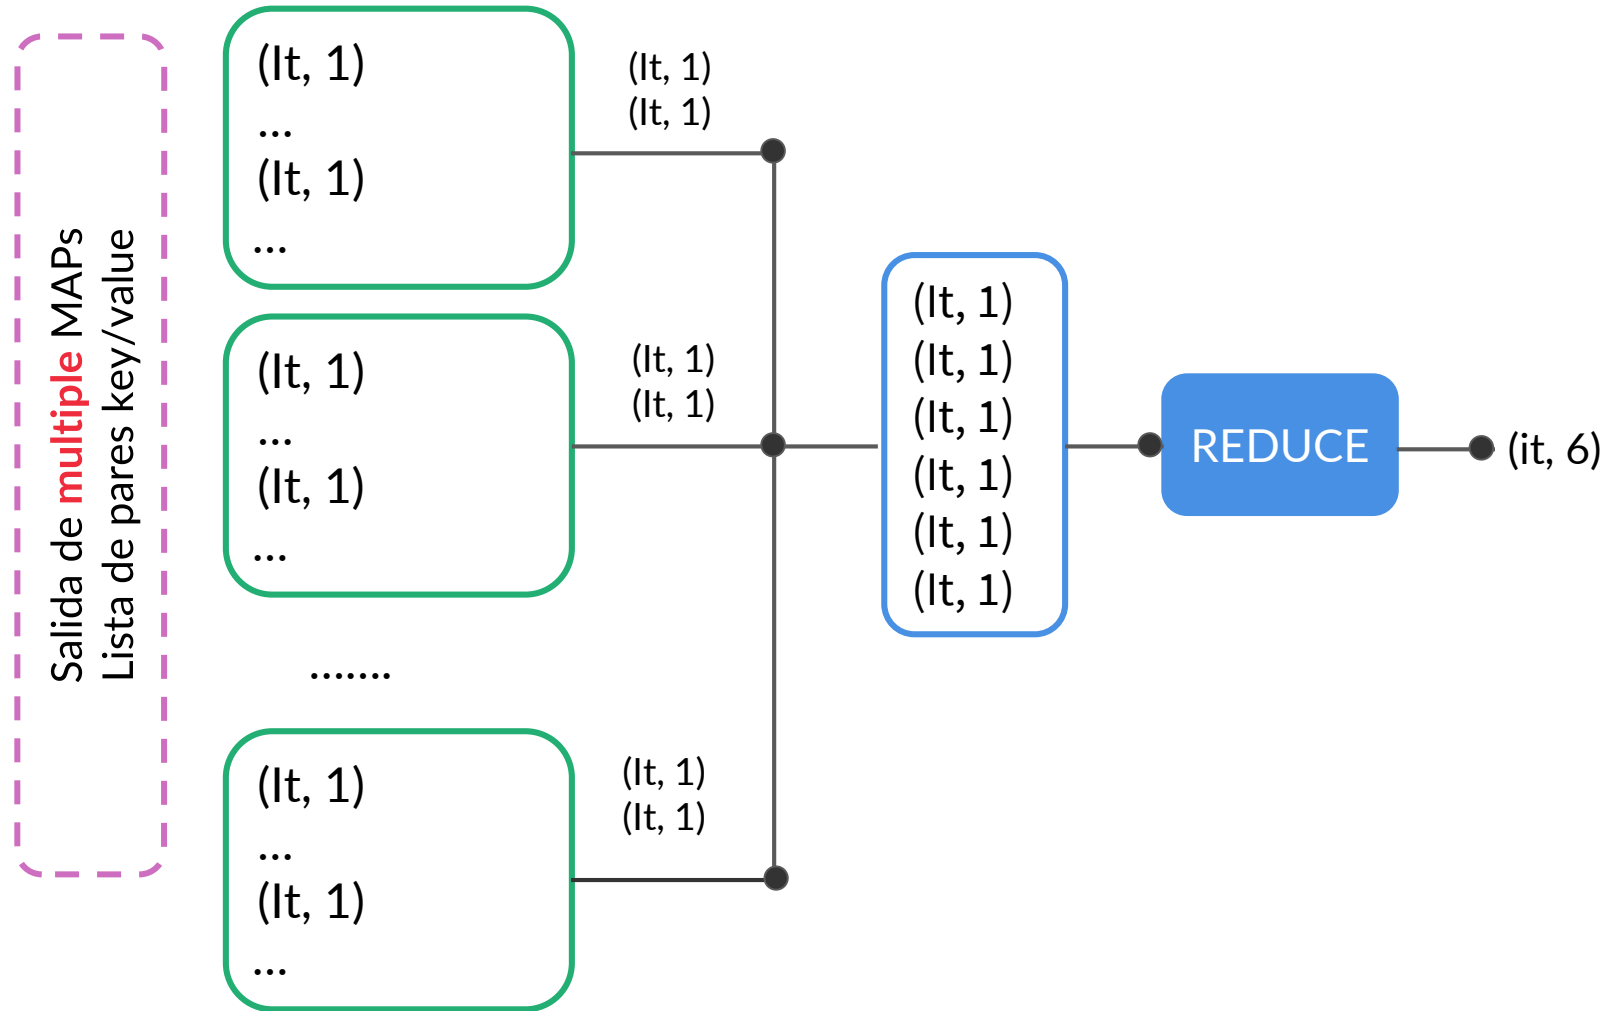 Salida de multiple MAPs
Lista de pares key/value
(It, 1)
...
(It, 1)
...
(It, 1)
(It, 1)
(It, 1)
...
(It, 1)
...
(It, 1)
(It, 1)
.......
(It, 1)
...
(It, 1)
...
(It, 1)
(It, 1)
(It, 1)
(It, 1)
(It, 1)
(It, 1)
(It, 1)
(It, 1)
REDUCE
(it, 6)